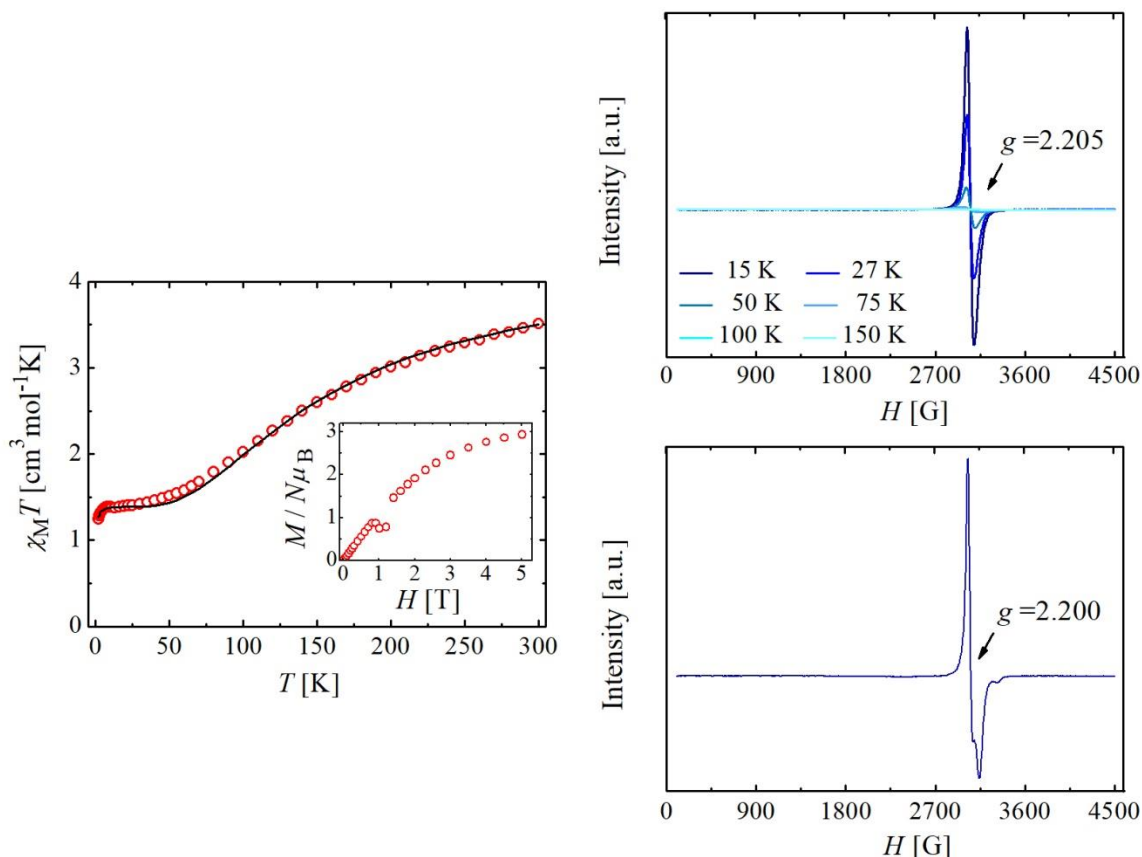 4
3
2
1
0
χMT [cm³ mol⁻¹K]
0 50 100 150 200 250 300
T [K]
3
2
1
0
M / NμB
0 1 2 3 4 5
H [T]
Intensity [a.u.]
g =2.205
15 K 27 K
50 K 75 K
100 K 150 K
0 900 1800 2700 3600 4500
H [G]
Intensity [a.u.]
g =2.200
0 900 1800 2700 3600 4500
H [G]